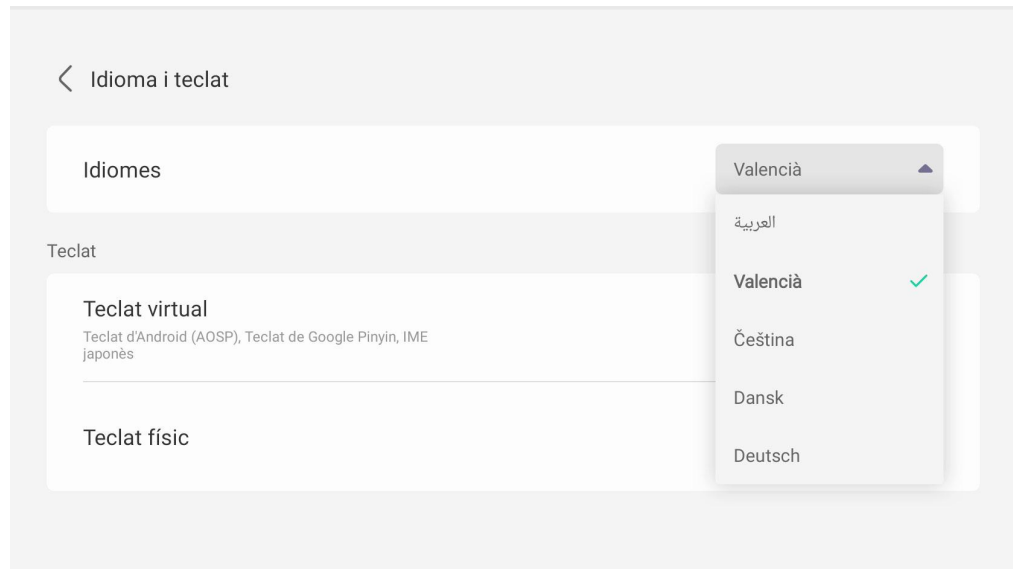 Idioma i teclat
Idiomes
Valencià
العربية
Valencià
Čeština
Dansk
Deutsch
Teclat
Teclat virtual
Teclat d'Android (AOSP), Teclat de Google Pinyin, IME
japonès
Teclat físic